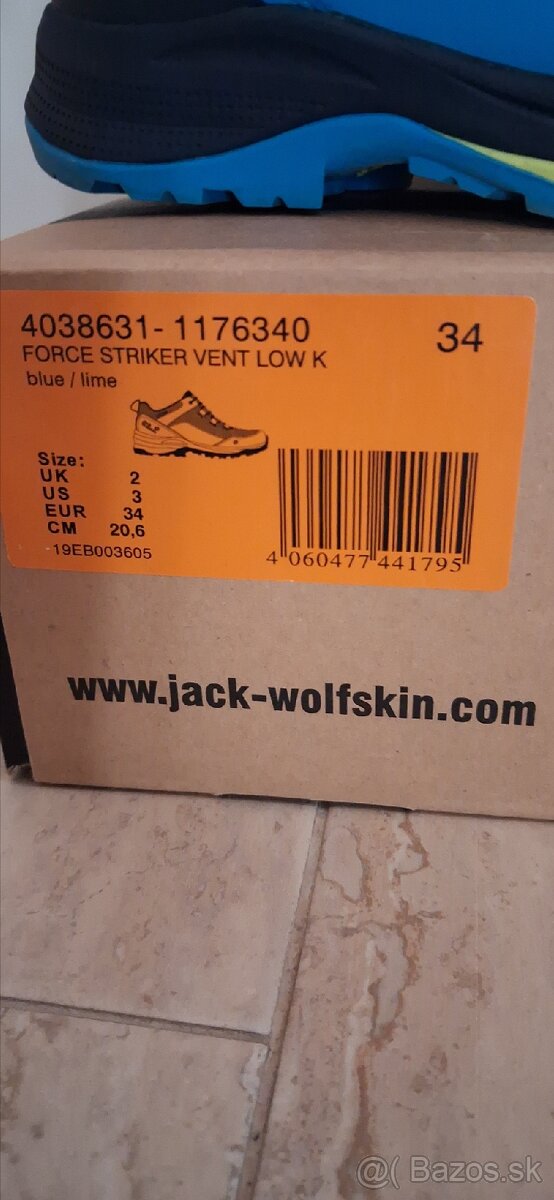 4038631- 1176340 34
FORCE STRIKER VENT LOW K
blue / lime
Size:
UK 2
US 3
EUR 34
CM 20,6
19EB003605
4 060477 441795
www.jack-wolfskin.com
@( Bazos.sk